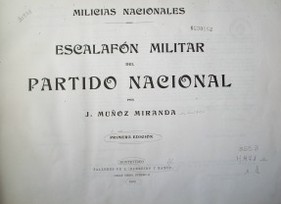 MILICIAS NACIONALES
ESCALAFÓN MILITAR
DEL
PARTIDO NACIONAL
POR
J. MUÑOZ MIRANDA
PRIMERA EDICIÓN
MONTEVIDEO